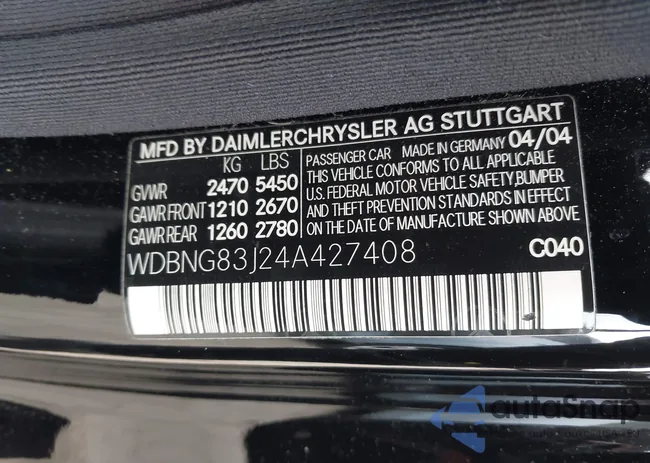 MFD BY DAIMLERCHRYSLER AG STUTTGART
KG LBS
GVWR 2470 5450
GAWR FRONT 1210 2670
GAWR REAR 1260 2780
PASSENGER CAR MADE IN GERMANY 04/04
THIS VEHICLE CONFORMS TO ALL APPLICABLE
U.S. FEDERAL MOTOR VEHICLE SAFETY,BUMPER
AND THEFT PREVENTION STANDARDS IN EFFECT
ON THE DATE OF MANUFACTURE SHOWN ABOVE
WDBNG83J24A427408 C040
autoSnap